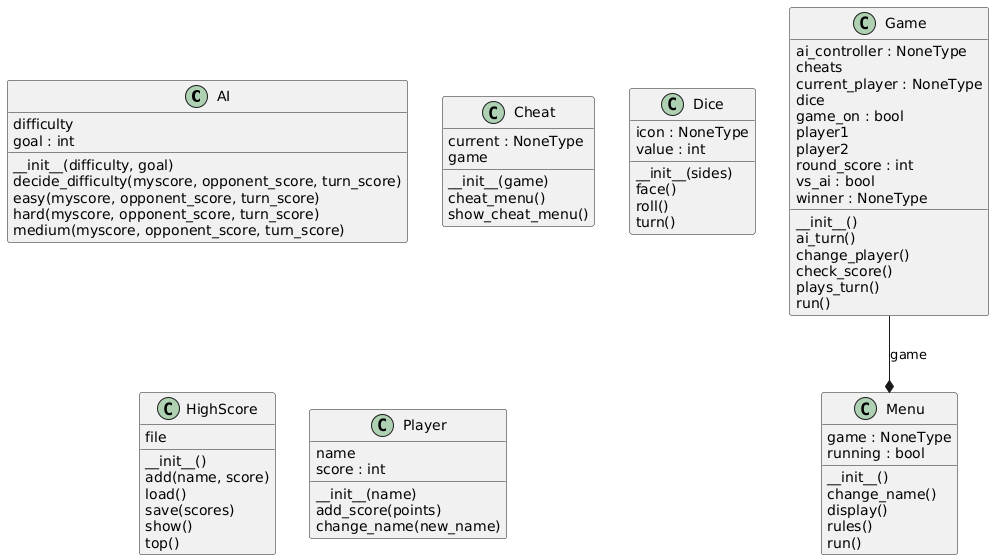 C AI
difficulty
goal : int
__init__(difficulty, goal)
decide_difficulty(myscore, opponent_score, turn_score)
easy(myscore, opponent_score, turn_score)
hard(myscore, opponent_score, turn_score)
medium(myscore, opponent_score, turn_score)
C Cheat
current : NoneType
game
__init__(game)
cheat_menu()
show_cheat_menu()
C Dice
icon : NoneType
value : int
__init__(sides)
face()
roll()
turn()
C Game
ai_controller : NoneType
cheats
current_player : NoneType
dice
game_on : bool
player1
player2
round_score : int
vs_ai : bool
winner : NoneType
__init__()
ai_turn()
change_player()
check_score()
plays_turn()
run()
game
C HighScore
file
__init__()
add(name, score)
load()
save(scores)
show()
top()
C Player
name
score : int
__init__(name)
add_score(points)
change_name(new_name)
C Menu
game : NoneType
running : bool
__init__()
change_name()
display()
rules()
run()